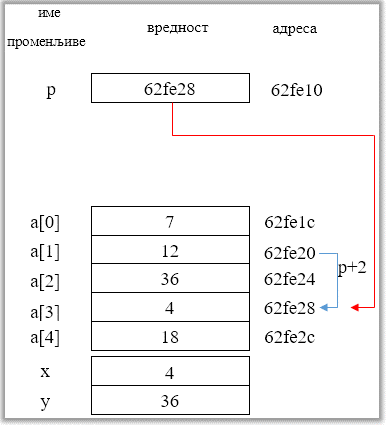 име вредност адреса
променљиве
p 62fe28 62fe10
a[0] 7 62fe1c
a[1] 12 62fe20
p+2
a[2] 36 62fe24
a[3] 4 62fe28
a[4] 18 62fe2c
x 4
y 36